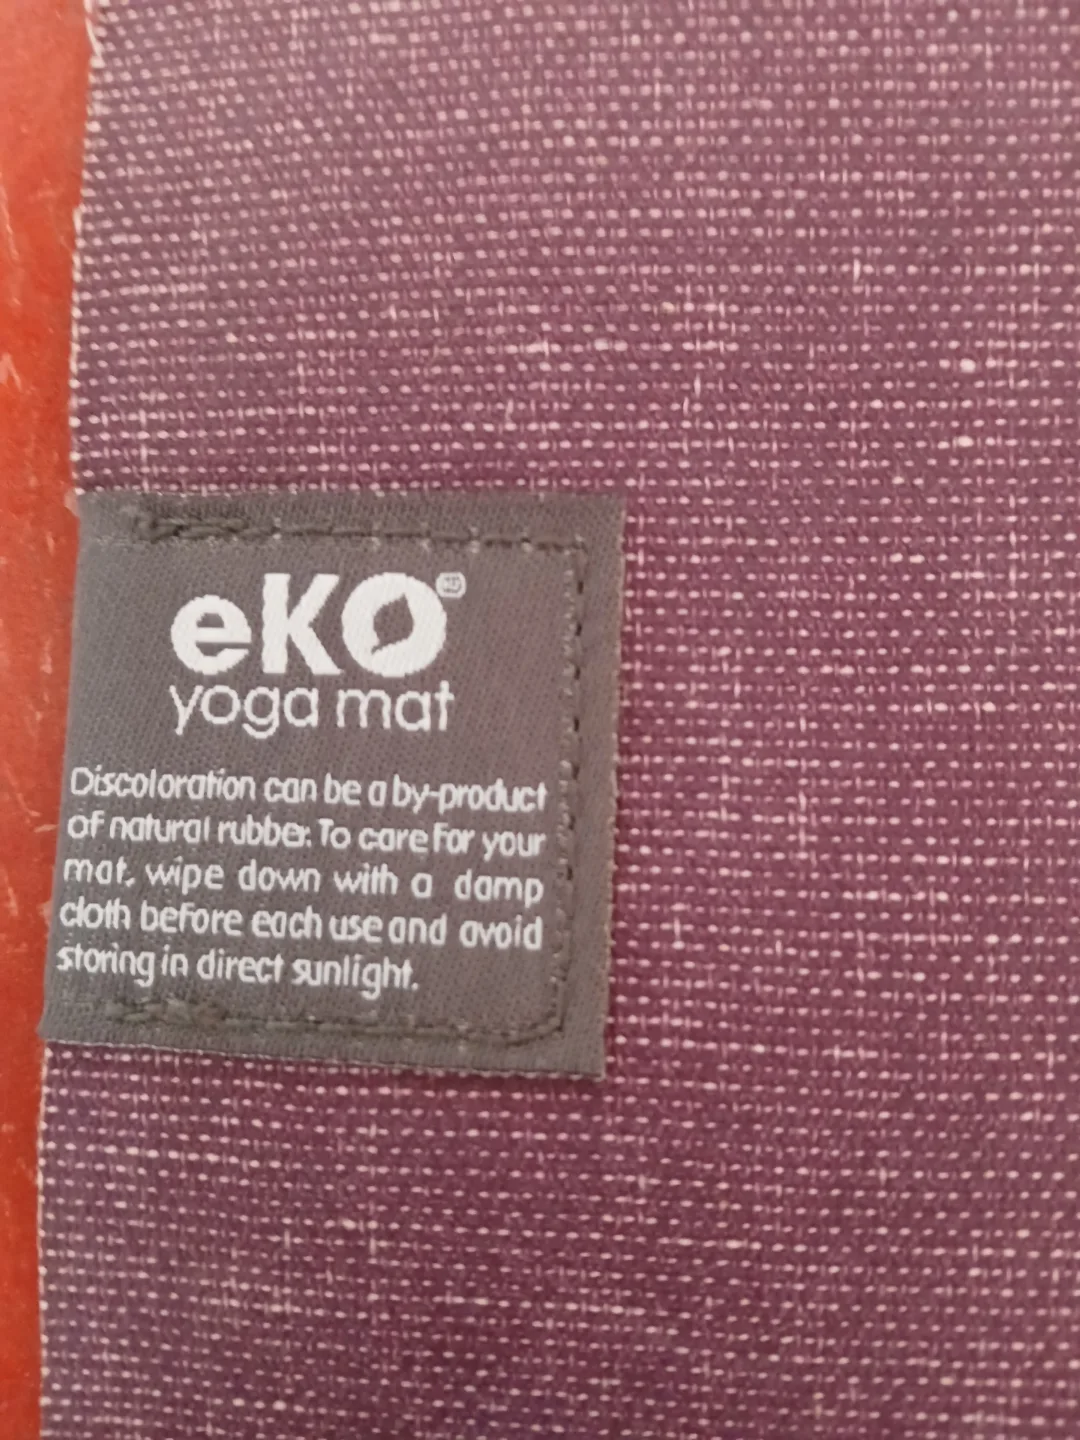 eKO®
yoga mat
Discoloration can be a by-product
of natural rubber. To care for your
mat, wipe down with a damp
cloth before each use and avoid
storing in direct sunlight.